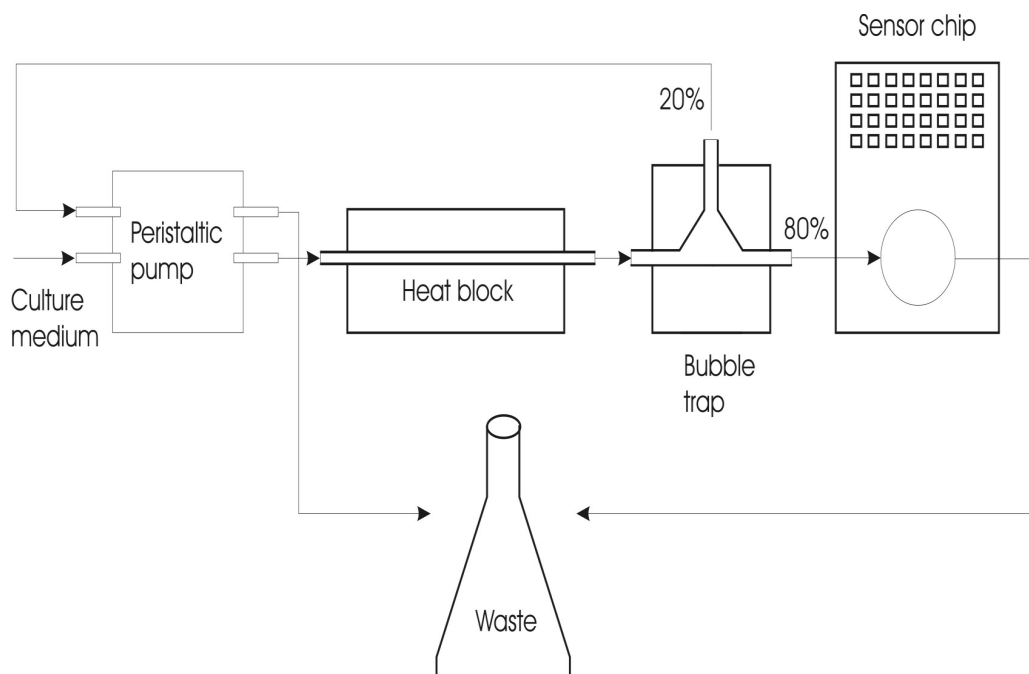 Sensor chip
20%
80%
Peristaltic
pump
Heat block
Culture
medium
Bubble
trap
Waste